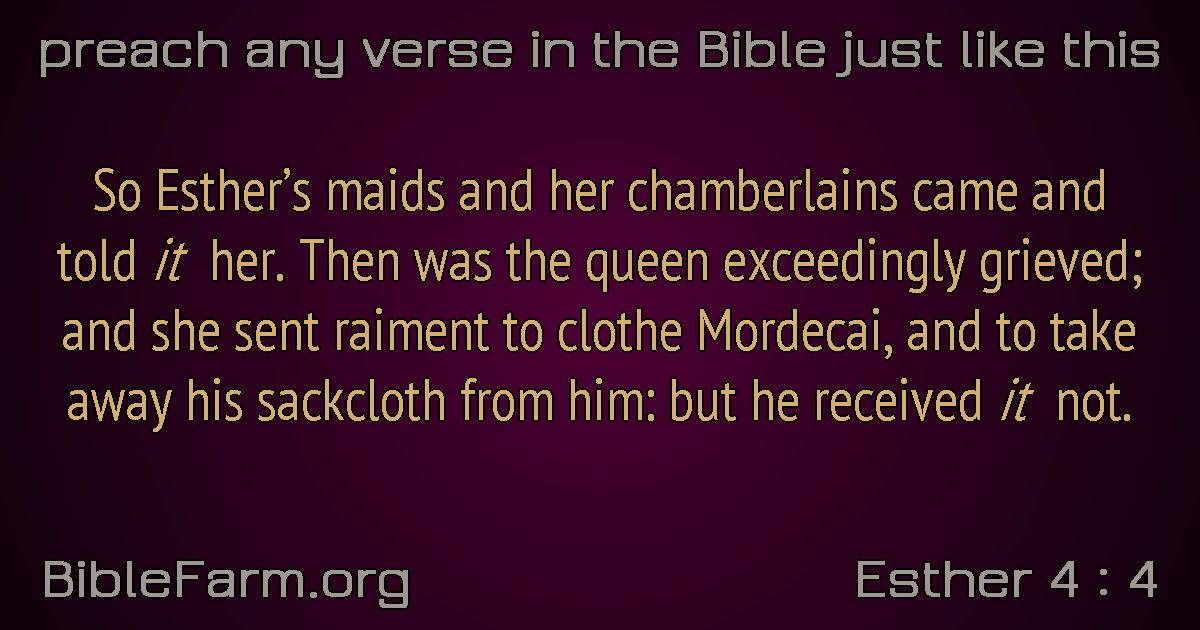 preach any verse in the Bible just like this
So Esther’s maids and her chamberlains came and
told it her. Then was the queen exceedingly grieved;
and she sent raiment to clothe Mordecai, and to take
away his sackcloth from him: but he received it not.
BibleFarm.org
Esther 4 : 4